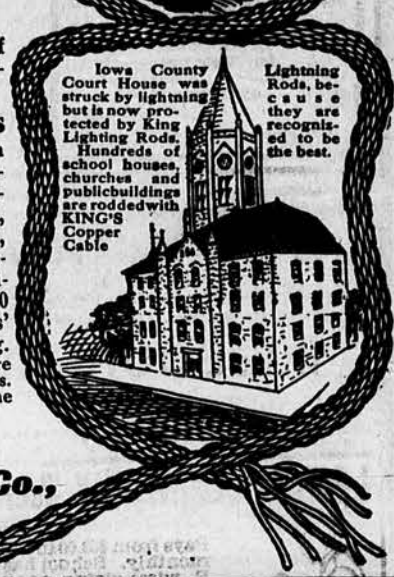 Iowa County
Court House was
struck by lightning
but is now pro-
tected by King
Lighting Rods.
Hundreds of
school houses,
churches and
publicbuildings
are roddedwith
KING'S
Copper
Cable
Lightning
Rods, be-
cause
they are
recogniz-
ed to be
the best.
Co.,